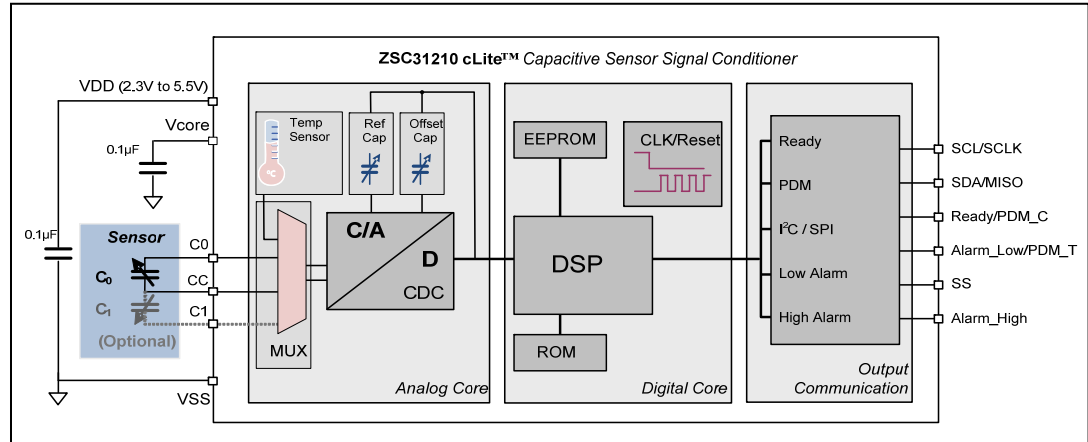 ZSC31210 cLite™ Capacitive Sensor Signal Conditioner
VDD (2.3V to 5.5V)
Vcore
0.1µF
0.1µF
Sensor
C0
C1
(Optional)
C0
CC
C1
VSS
Temp
Sensor
°C
Ref
Cap
Offset
Cap
C/A
D
CDC
MUX
Analog Core
EEPROM
CLK/Reset
DSP
ROM
Digital Core
Ready
PDM
I²C / SPI
Low Alarm
High Alarm
Output
Communication
SCL/SCLK
SDA/MISO
Ready/PDM_C
Alarm_Low/PDM_T
SS
Alarm_High